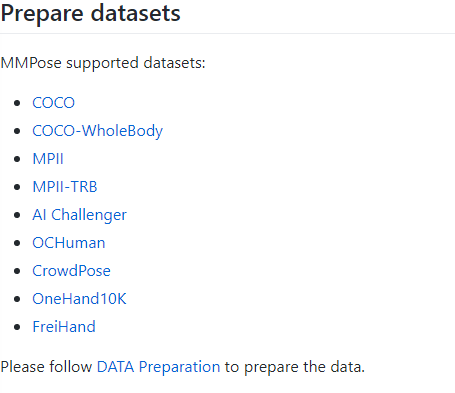 Prepare datasets
MMPose supported datasets:
COCO
COCO-WholeBody
MPII
MPII-TRB
AI Challenger
OCHuman
CrowdPose
OneHand10K
FreiHand
Please follow DATA Preparation to prepare the data.